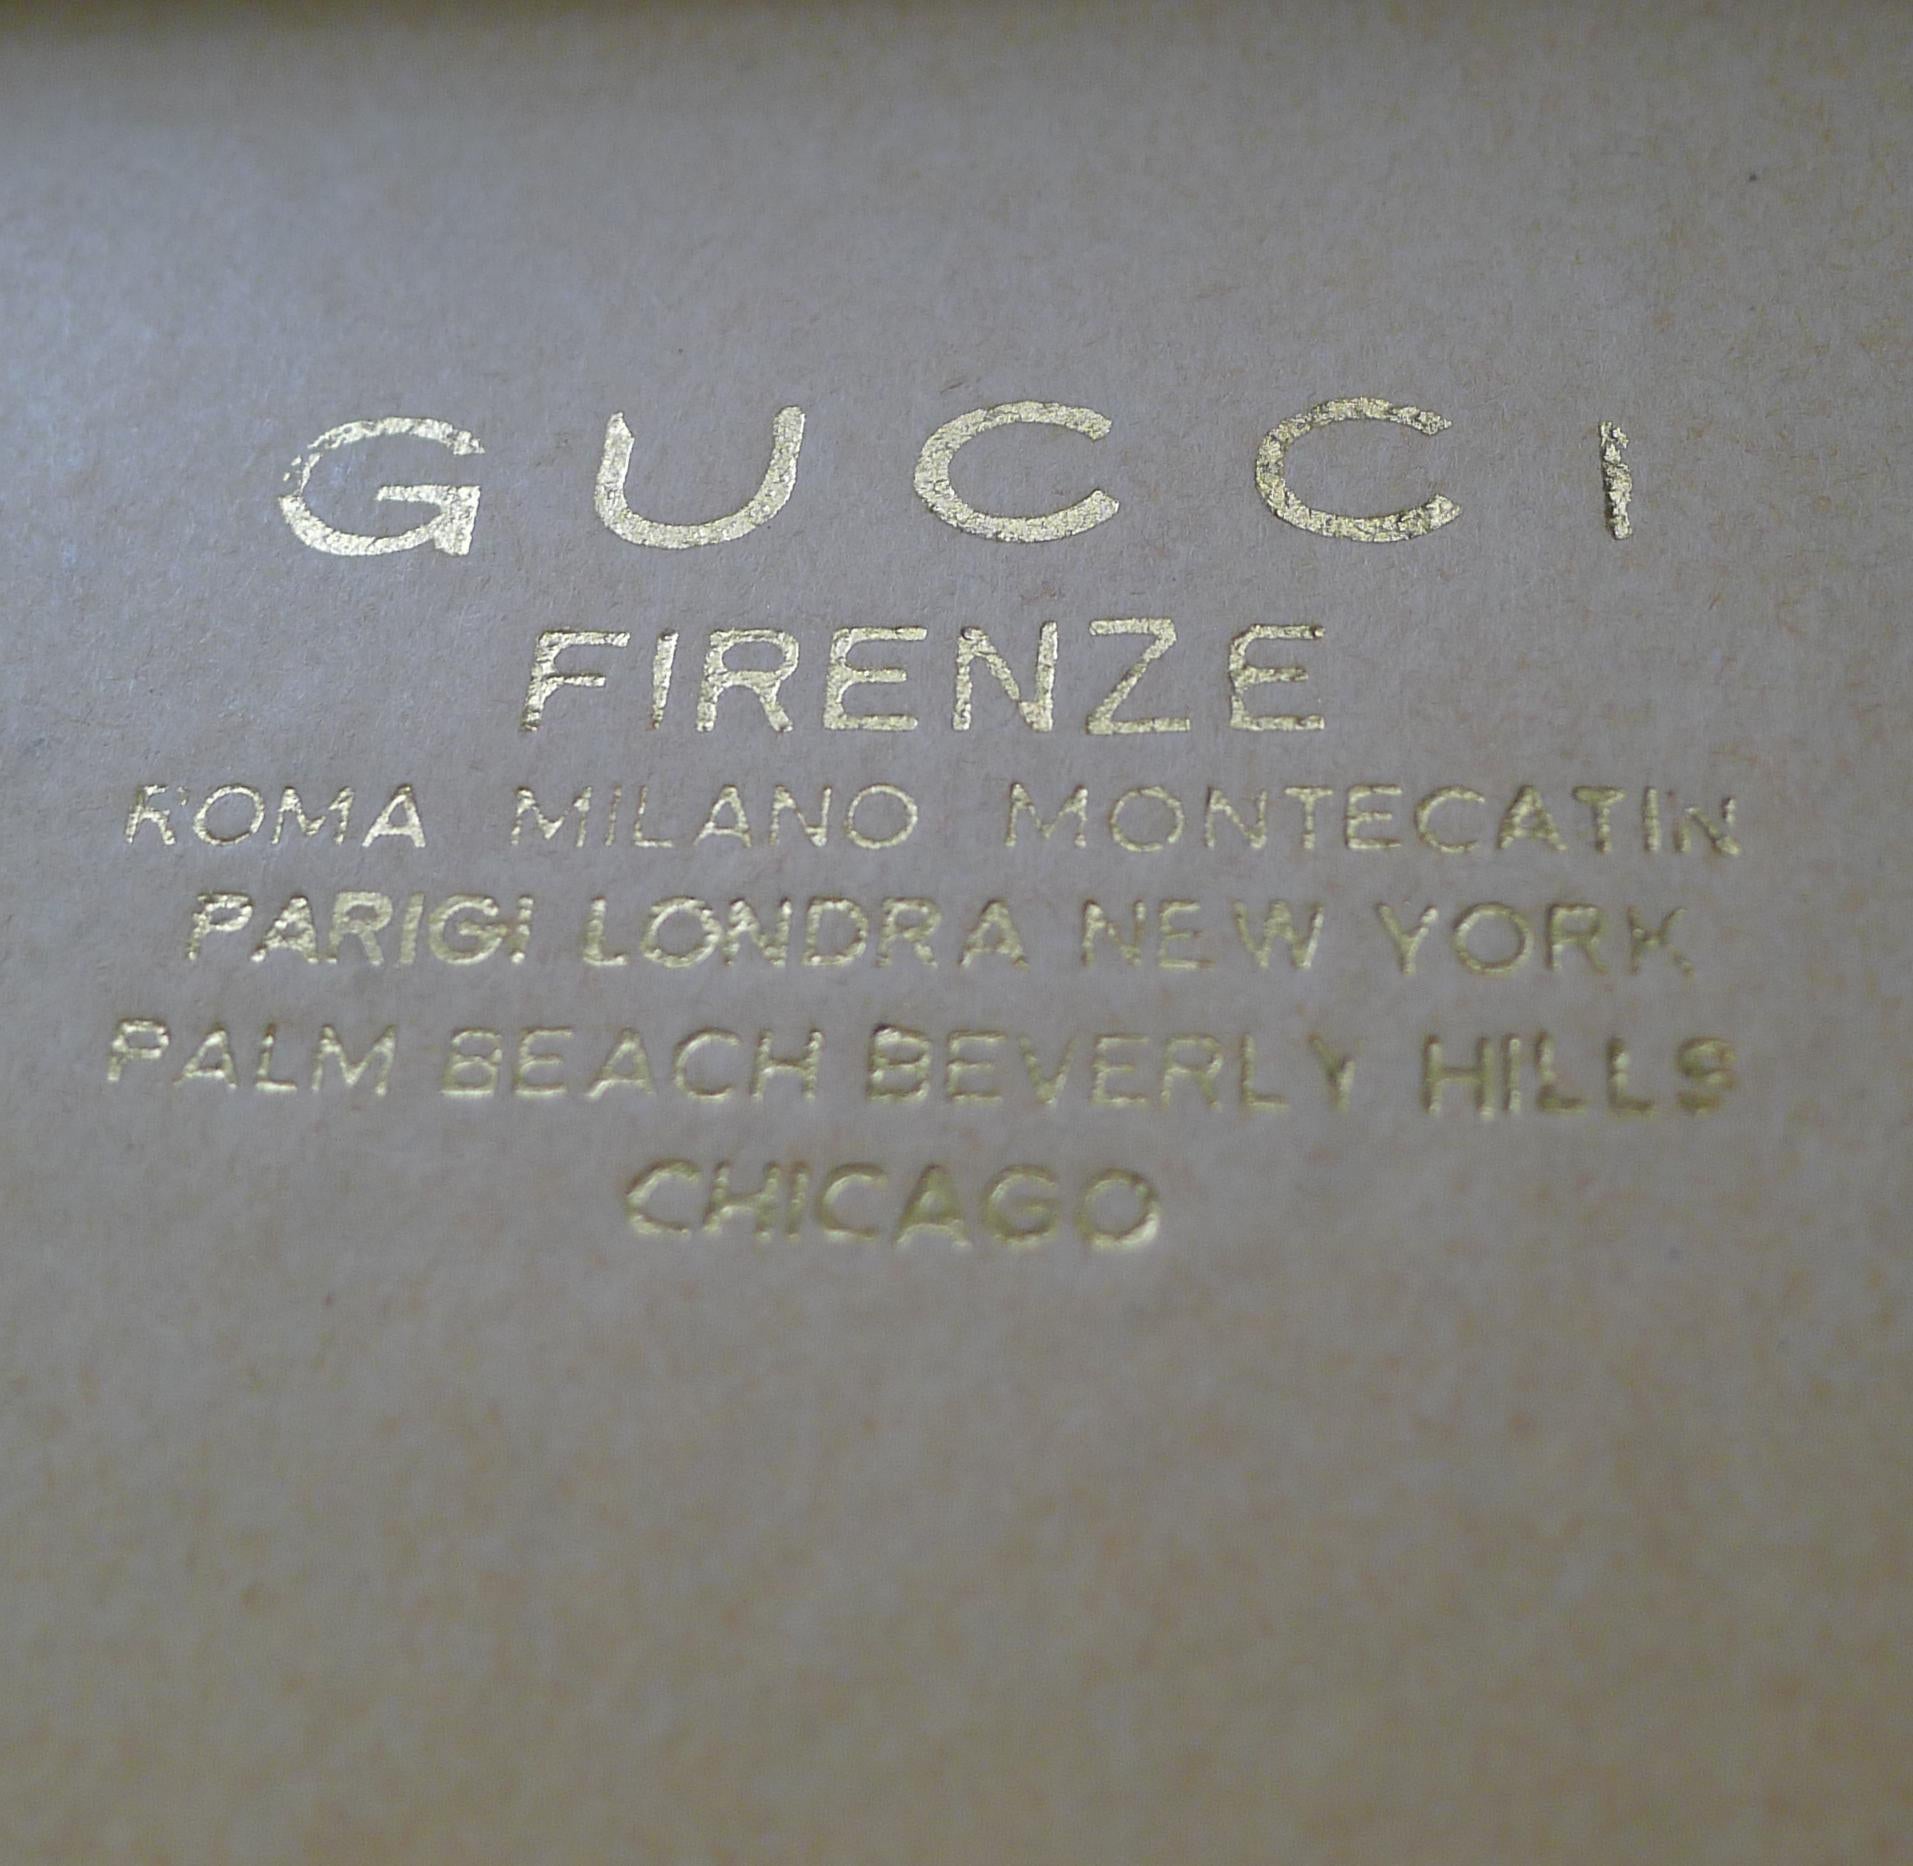 GUCCI
FIRENZE
ROMA MILANO MONTECATIN
PARIGI LONDRA NEW YORK
PALM BEACH BEVERLY HILLS
CHICAGO